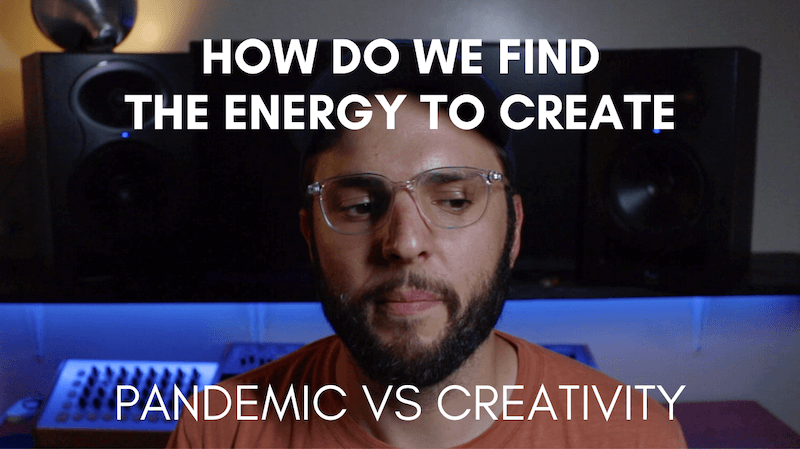 HOW DO WE FIND
THE ENERGY TO CREATE
PANDEMIC VS CREATIVITY